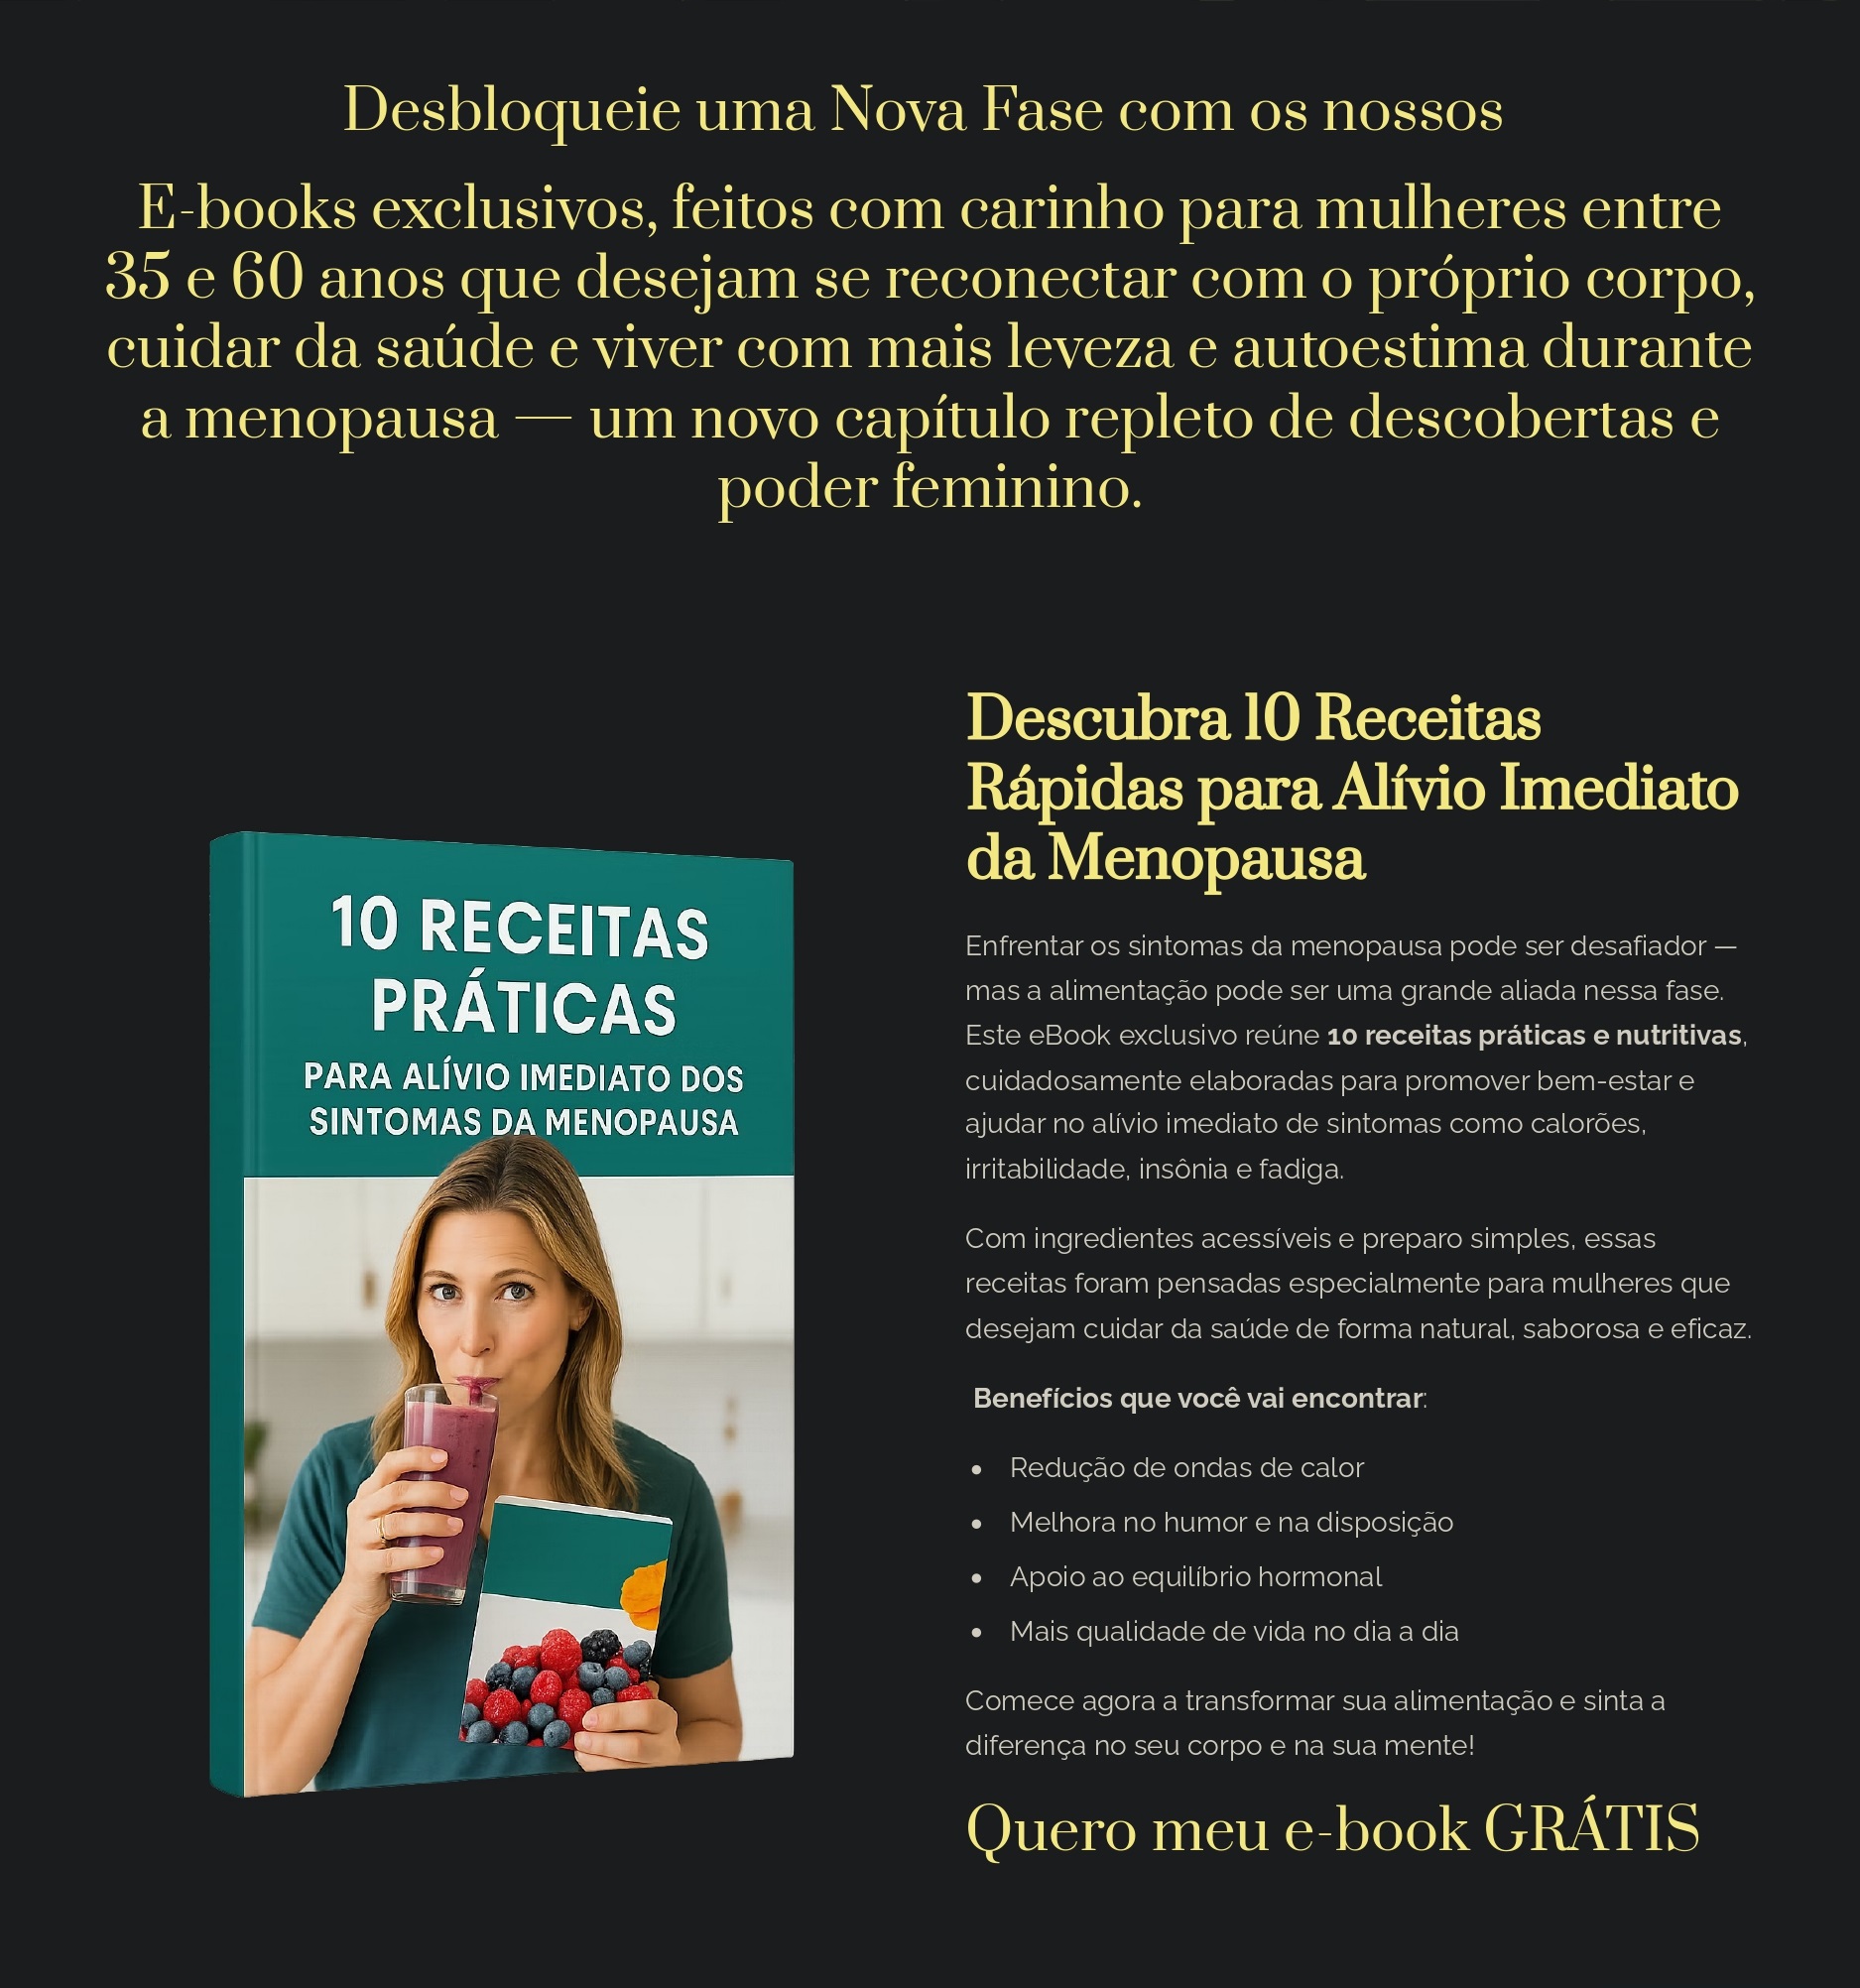 Desbloqueie uma Nova Fase com os nossos
E-books exclusivos, feitos com carinho para mulheres entre
35 e 60 anos que desejam se reconectar com o próprio corpo,
cuidar da saúde e viver com mais leveza e autoestima durante
a menopausa — um novo capítulo repleto de descobertas e
poder feminino.
10 RECEITAS
PRÁTICAS
PARA ALÍVIO IMEDIATO DOS
SINTOMAS DA MENOPAUSA
Descubra 10 Receitas
Rápidas para Alívio Imediato
da Menopausa
Enfrentar os sintomas da menopausa pode ser desafiador —
mas a alimentação pode ser uma grande aliada nessa fase.
Este eBook exclusivo reúne 10 receitas práticas e nutritivas,
cuidadosamente elaboradas para promover bem-estar e
ajudar no alívio imediato de sintomas como calorões,
irritabilidade, insônia e fadiga.
Com ingredientes acessíveis e preparo simples, essas
receitas foram pensadas especialmente para mulheres que
desejam cuidar da saúde de forma natural, saborosa e eficaz.
Benefícios que você vai encontrar:
• Redução de ondas de calor
• Melhora no humor e na disposição
• Apoio ao equilíbrio hormonal
• Mais qualidade de vida no dia a dia
Comece agora a transformar sua alimentação e sinta a
diferença no seu corpo e na sua mente!
Quero meu e-book GRÁTIS